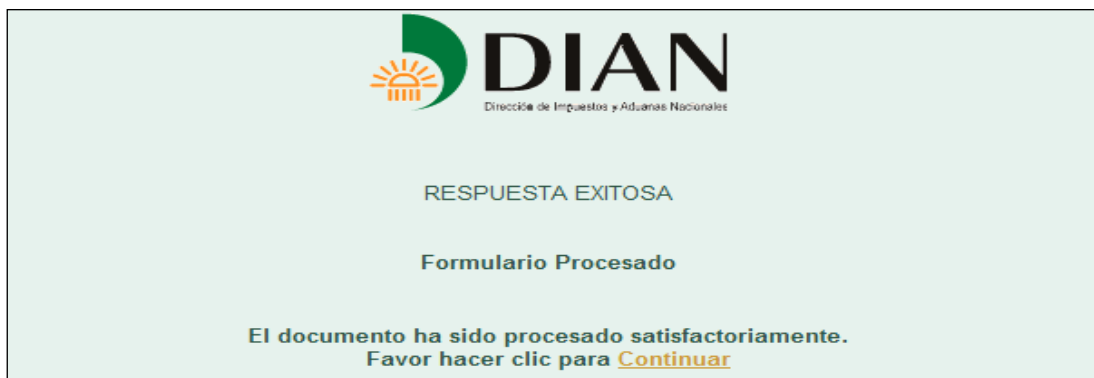 DIAN
Dirección de Impuestos y Aduanas Nacionales
RESPUESTA EXITOSA
Formulario Procesado
El documento ha sido procesado satisfactoriamente.
Favor hacer clic para Continuar